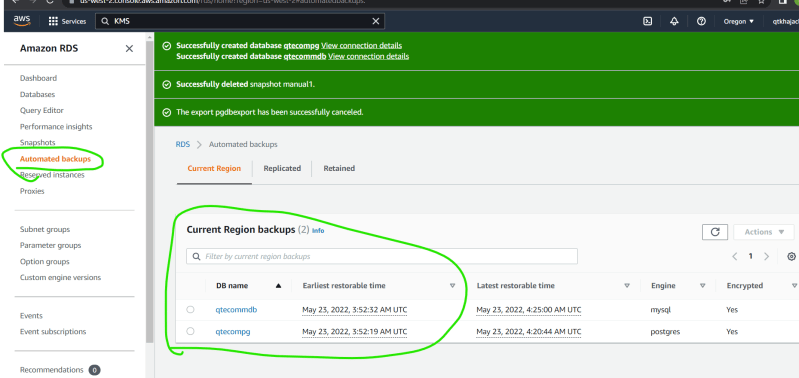 us-west-2.console.aws.amazon.com/rds/home?region=us-west-2#automatedbackups:
aws
Services
KMS
Oregon
Amazon RDS
Dashboard
Databases
Query Editor
Performance insights
Snapshots
Automated backups
Reserved instances
Proxies
Subnet groups
Parameter groups
Option groups
Custom engine versions
Events
Event subscriptions
Recommendations 0
Successfully created database qtecompg View connection details
Successfully created database qtecommdb View connection details
Successfully deleted snapshot manual1.
The export pgdbexport has been successfully canceled.
RDS > Automated backups
Current Region Replicated Retained
Current Region backups (2) Info
Actions
Filter by current region backups
1
DB name Earliest restorable time Latest restorable time Engine Encrypted
qtecommdb May 23, 2022, 3:52:32 AM UTC May 23, 2022, 4:25:00 AM UTC mysql Yes
qtecompg May 23, 2022, 3:52:19 AM UTC May 23, 2022, 4:20:44 AM UTC postgres Yes